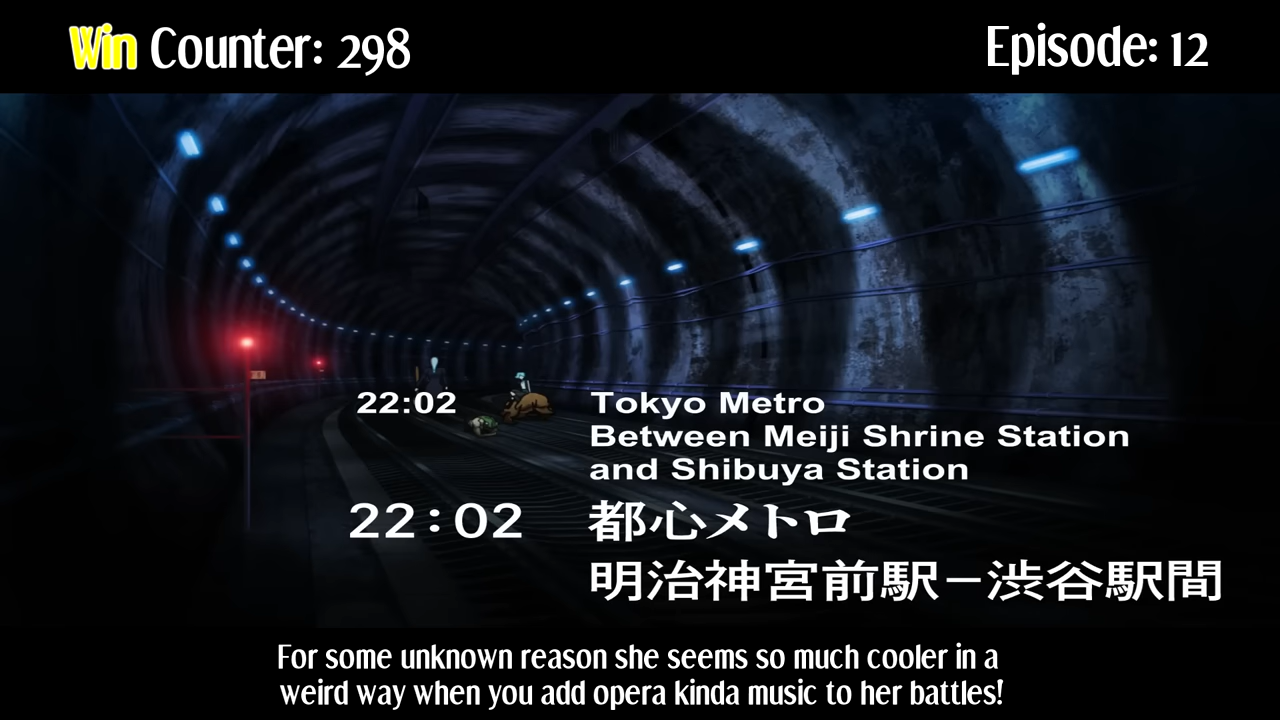 Win Counter: 298
Episode: 12
22:02
Tokyo Metro
Between Meiji Shrine Station
and Shibuya Station
22:02
都心メトロ
明治神宮前駅－渋谷駅間
For some unknown reason she seems so much cooler in a
weird way when you add opera kinda music to her battles!